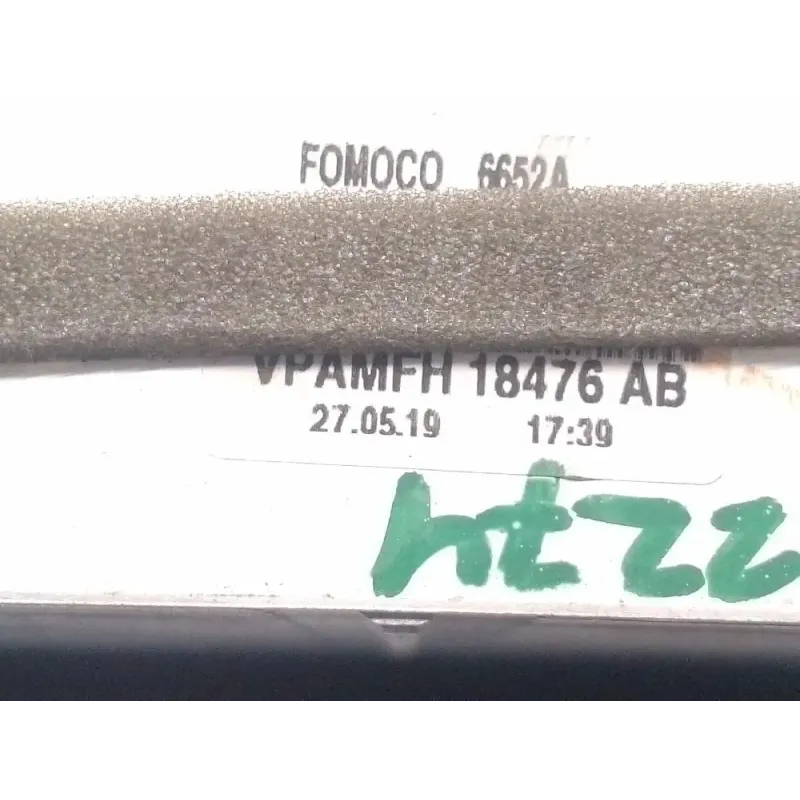 FOMOCO 6652A
VPAMFH 18476 AB
27.05.19 17:39